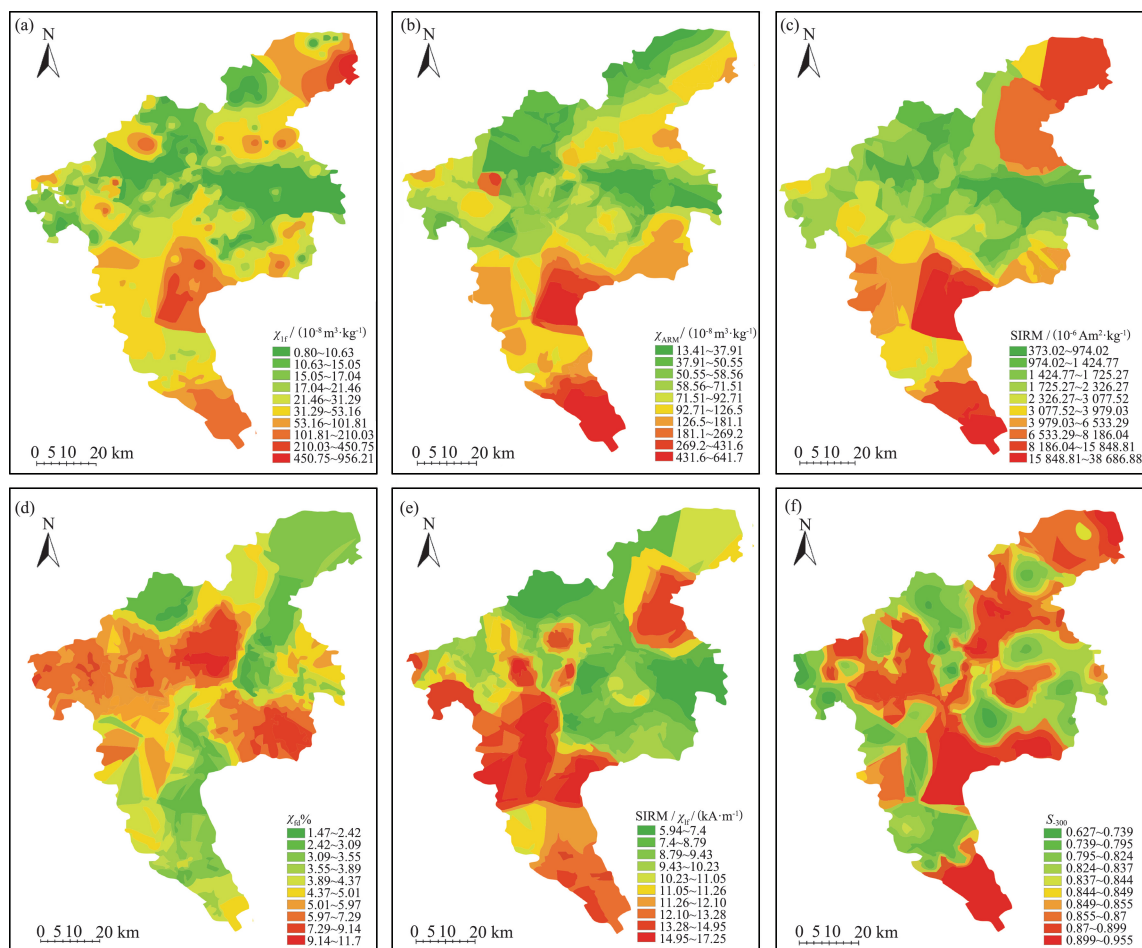 (a)
N
χ1f / (10⁻⁸ m³·kg⁻¹)
0.80~10.63
10.63~15.05
15.05~17.04
17.04~21.46
21.46~31.29
31.29~53.16
53.16~101.81
101.81~210.03
210.03~450.75
450.75~956.21
0 5 10 20 km
(b)
N
χARM / (10⁻⁸ m³·kg⁻¹)
13.41~37.91
37.91~50.55
50.55~58.56
58.56~71.51
71.51~92.71
92.71~126.5
126.5~181.1
181.1~269.2
269.2~431.6
431.6~641.7
0 5 10 20 km
(c)
N
SIRM / (10⁻⁶ Am²·kg⁻¹)
373.02~974.02
974.02~1 424.77
1 424.77~1 725.27
1 725.27~2 326.27
2 326.27~3 077.52
3 077.52~3 979.03
3 979.03~6 533.29
6 533.29~8 186.04
8 186.04~15 848.81
15 848.81~38 686.88
0 5 10 20 km
(d)
N
χfd%
1.47~2.42
2.42~3.09
3.09~3.55
3.55~3.89
3.89~4.37
4.37~5.01
5.01~5.97
5.97~7.29
7.29~9.14
9.14~11.7
0 5 10 20 km
(e)
N
SIRM / χlf / (kA·m⁻¹)
5.94~7.4
7.4~8.79
8.79~9.43
9.43~10.23
10.23~11.05
11.05~11.26
11.26~12.10
12.10~13.28
13.28~14.95
14.95~17.25
0 5 10 20 km
(f)
N
S-300
0.627~0.739
0.739~0.795
0.795~0.824
0.824~0.837
0.837~0.844
0.844~0.849
0.849~0.855
0.855~0.87
0.87~0.899
0.899~0.955
0 5 10 20 km